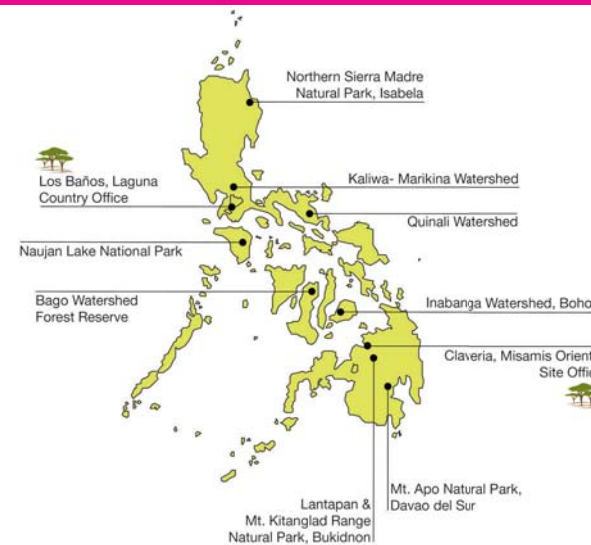 Northern Sierra Madre
Natural Park, Isabela
Los Baños, Laguna
Country Office
Kaliwa- Marikina Watershed
Quinali Watershed
Naujan Lake National Park
Bago Watershed
Forest Reserve
Inabanga Watershed, Boho
Claveria, Misamis Orient
Site Offic
Mt. Apo Natural Park,
Davao del Sur
Lantapan &
Mt. Kitanglad Range
Natural Park, Bukidnon